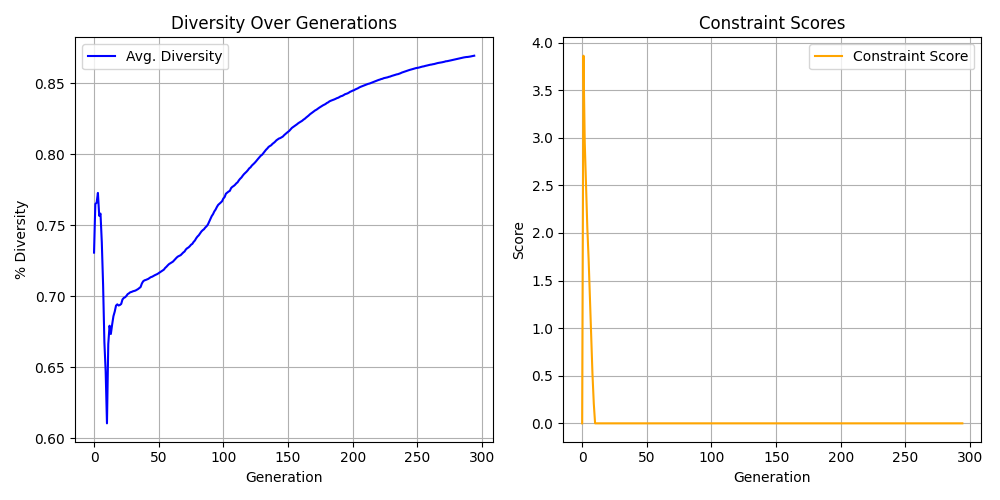 Diversity Over Generations
Avg. Diversity
% Diversity
0.85
0.80
0.75
0.70
0.65
0.60
0 50 100 150 200 250 300
Generation
Constraint Scores
Constraint Score
Score
4.0
3.5
3.0
2.5
2.0
1.5
1.0
0.5
0.0
0 50 100 150 200 250 300
Generation